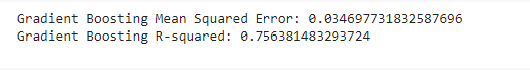 Gradient Boosting Mean Squared Error: 0.034697731832587696
Gradient Boosting R-squared: 0.756381483293724